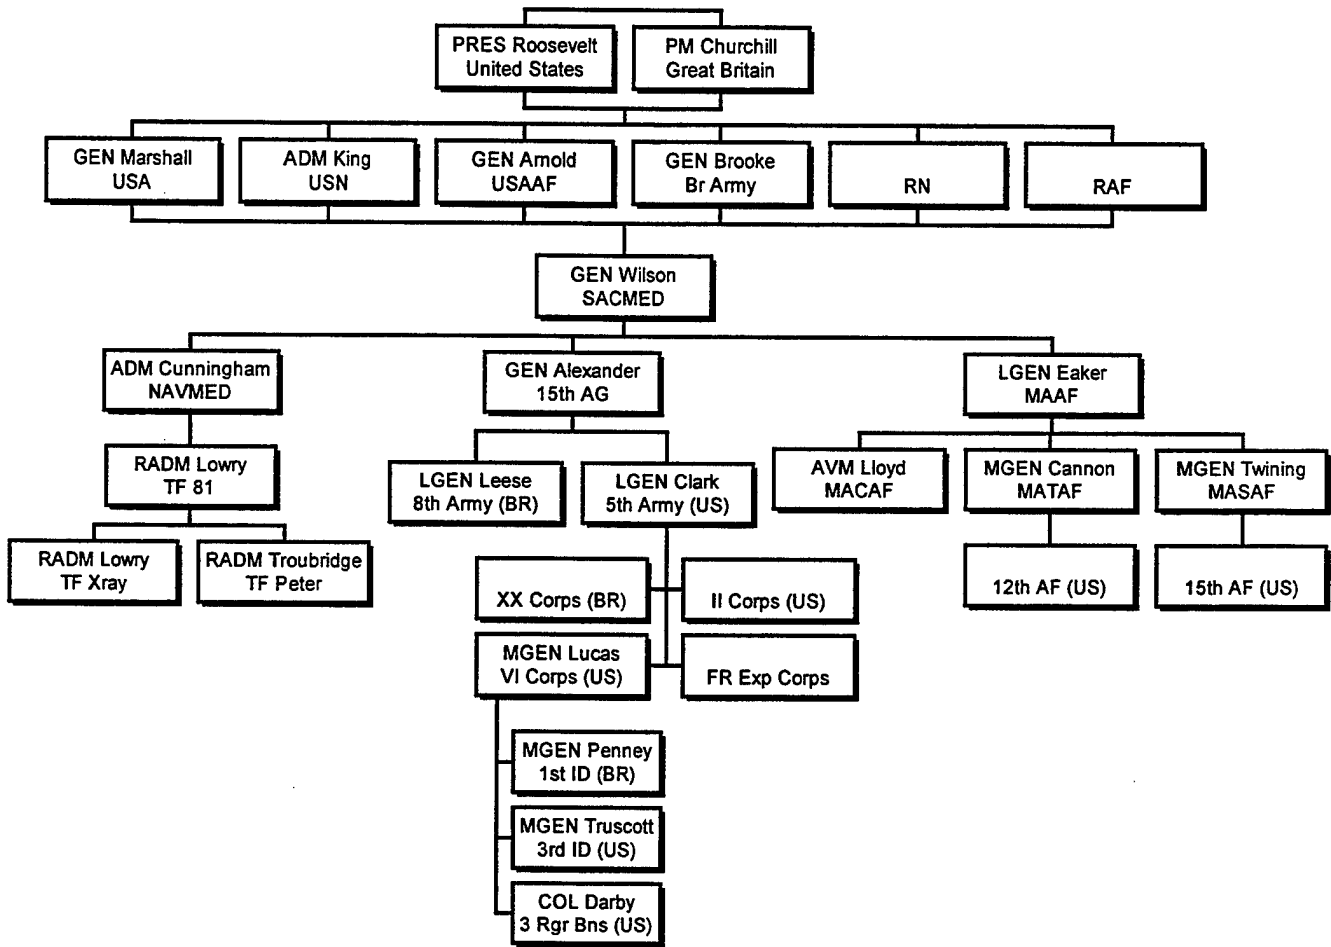 PRES Roosevelt
United States
PM Churchill
Great Britain
GEN Marshall
USA
ADM King
USN
GEN Arnold
USAAF
GEN Brooke
Br Army
RN
RAF
GEN Wilson
SACMED
ADM Cunningham
NAVMED
GEN Alexander
15th AG
LGEN Eaker
MAAF
RADM Lowry
TF 81
LGEN Leese
8th Army (BR)
LGEN Clark
5th Army (US)
AVM Lloyd
MACAF
MGEN Cannon
MATAF
MGEN Twining
MASAF
RADM Lowry
TF Xray
RADM Troubridge
TF Peter
XX Corps (BR)
II Corps (US)
12th AF (US)
15th AF (US)
MGEN Lucas
VI Corps (US)
FR Exp Corps
MGEN Penney
1st ID (BR)
MGEN Truscott
3rd ID (US)
COL Darby
3 Rgr Bns (US)